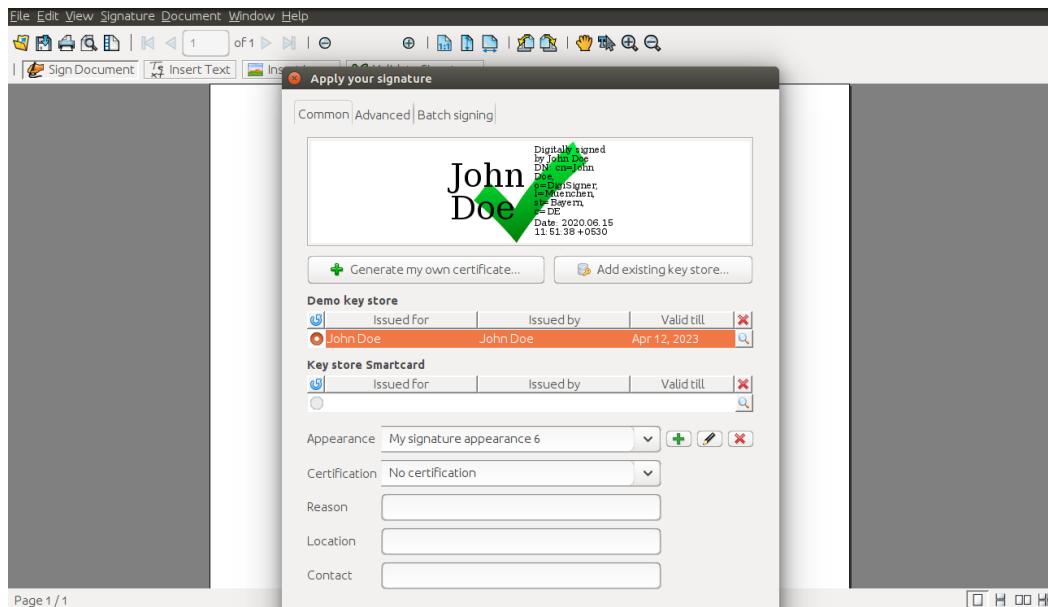 File Edit View Signature Document Window Help
1 of 1
Sign Document Insert Text
Apply your signature
Common Advanced Batch signing
John
Doe
Digitally signed
by John Doe
DN: cn=John
Doe,
o=DigiSigner,
l=Muenchen,
st=Bayern,
c=DE
Date: 2020.06.15
11:51:38 +0530
Generate my own certificate... Add existing key store...
Demo key store
Issued for Issued by Valid till
John Doe John Doe Apr 12, 2023
Key store Smartcard
Issued for Issued by Valid till
Appearance My signature appearance 6
Certification No certification
Reason
Location
Contact
Page 1 / 1